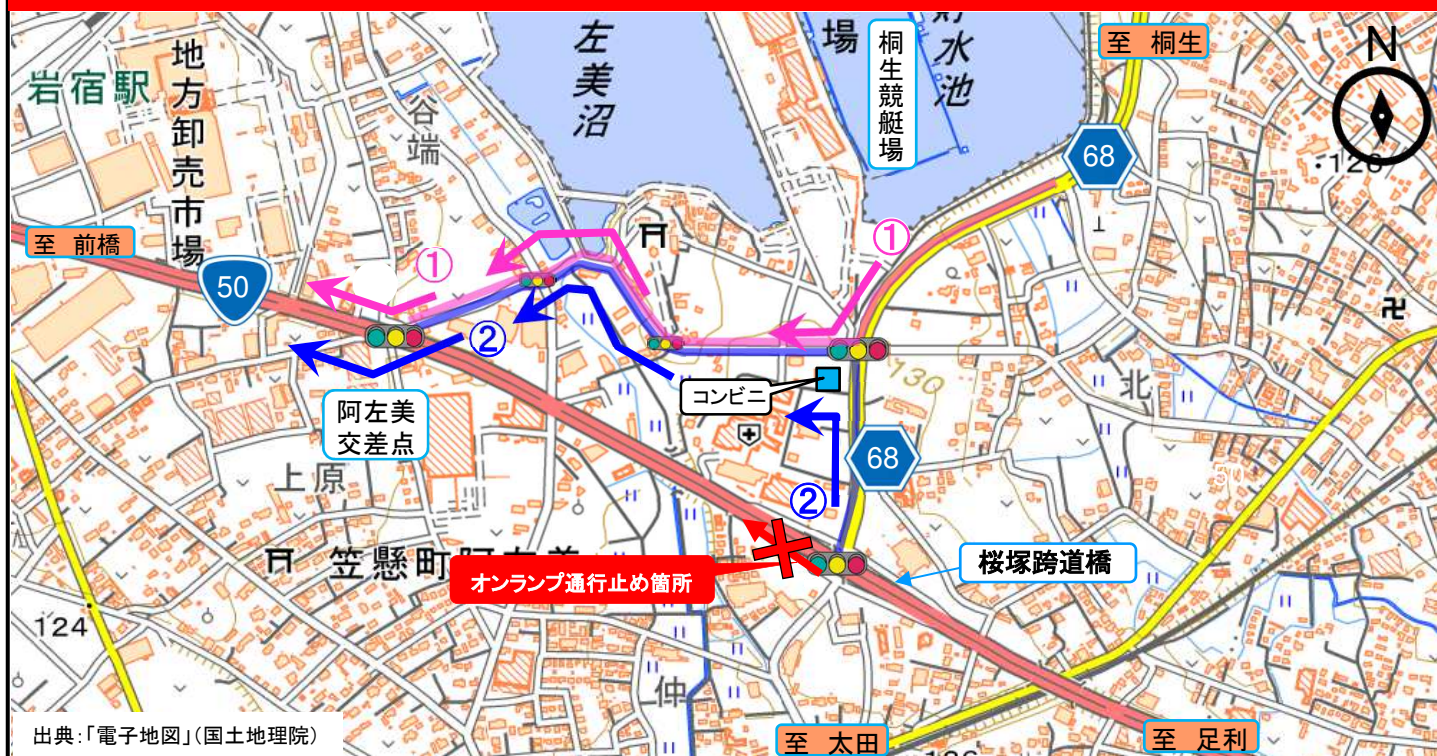 左美沼
場
貯水池
桐生競艇場
至 桐生
N
地方卸売市場
岩宿駅
谷端
68
126
至 前橋
50
①
①
②
コンビニ
130
北
阿左美
交差点
上原
68
②
笠懸町阿左美
オンランプ通行止め箇所
桜塚跨道橋
124
仲
出典：「電子地図」（国土地理院）
至 太田
126
至 足利